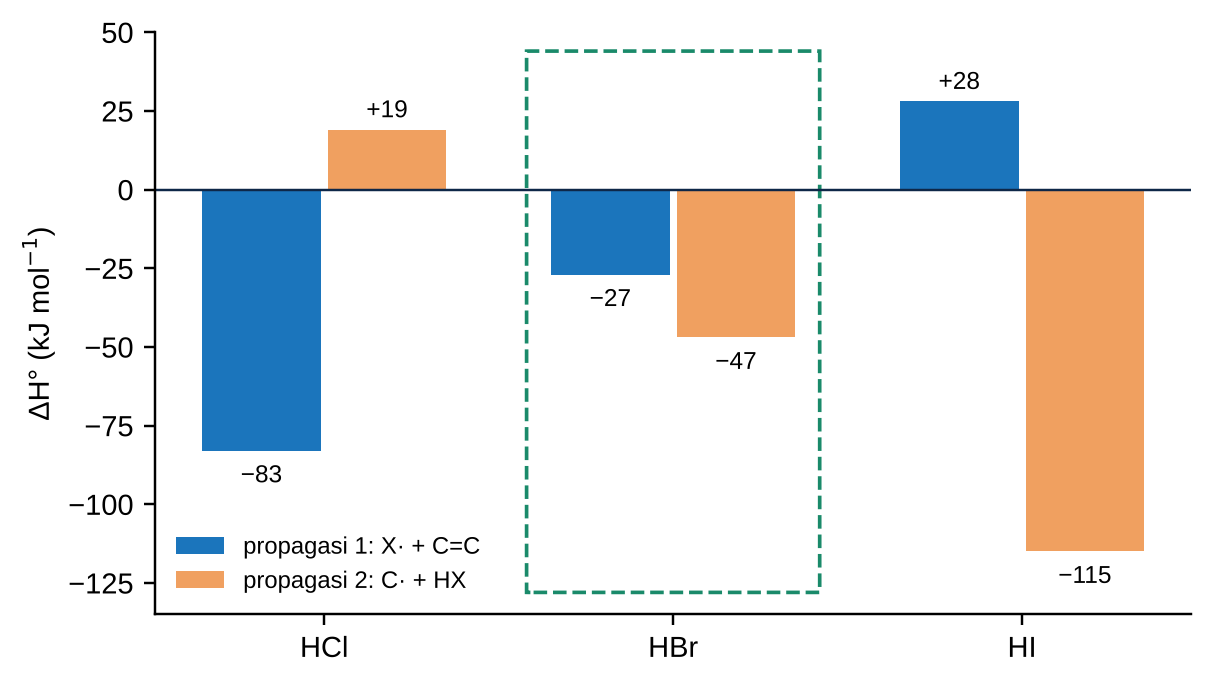 50
25
0
−25
−50
−75
−100
−125
ΔH° (kJ mol⁻¹)
+19
+28
−27
−47
−83
−115
propagasi 1: X· + C=C
propagasi 2: C· + HX
HCl
HBr
HI